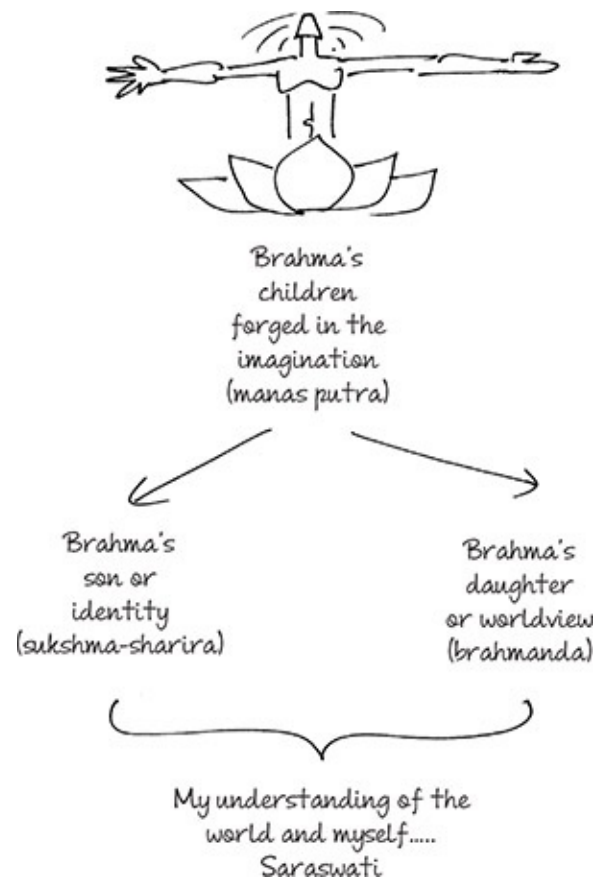 Brahma's
children
forged in the
imagination
(manas putra)
Brahma's
son or
identity
(sukshma-sharira)
Brahma's
daughter
or worldview
(brahmanda)
My understanding of the
world and myself.....
Saraswati